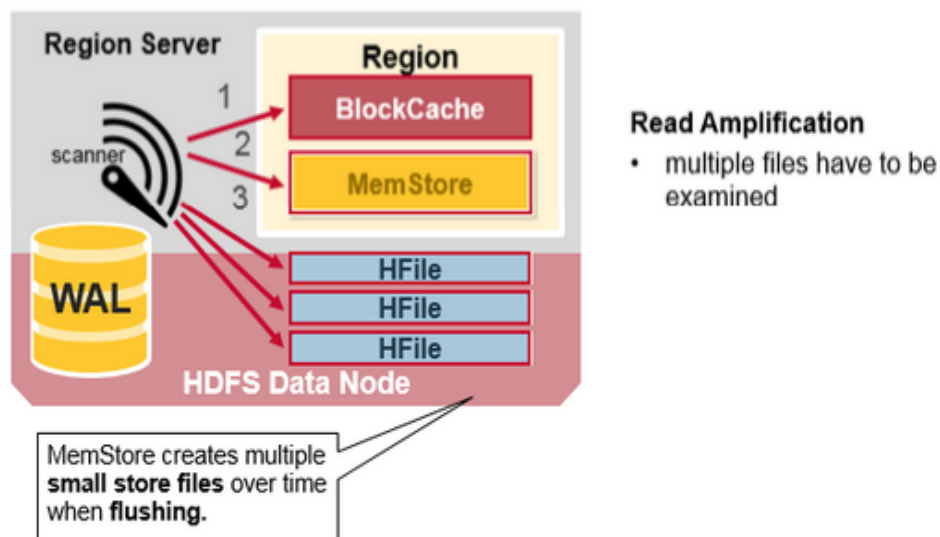 Region Server
Region
1
BlockCache
scanner
2
MemStore
3
HFile
WAL
HFile
HFile
HDFS Data Node
Read Amplification
• multiple files have to be
examined
MemStore creates multiple
small store files over time
when flushing.